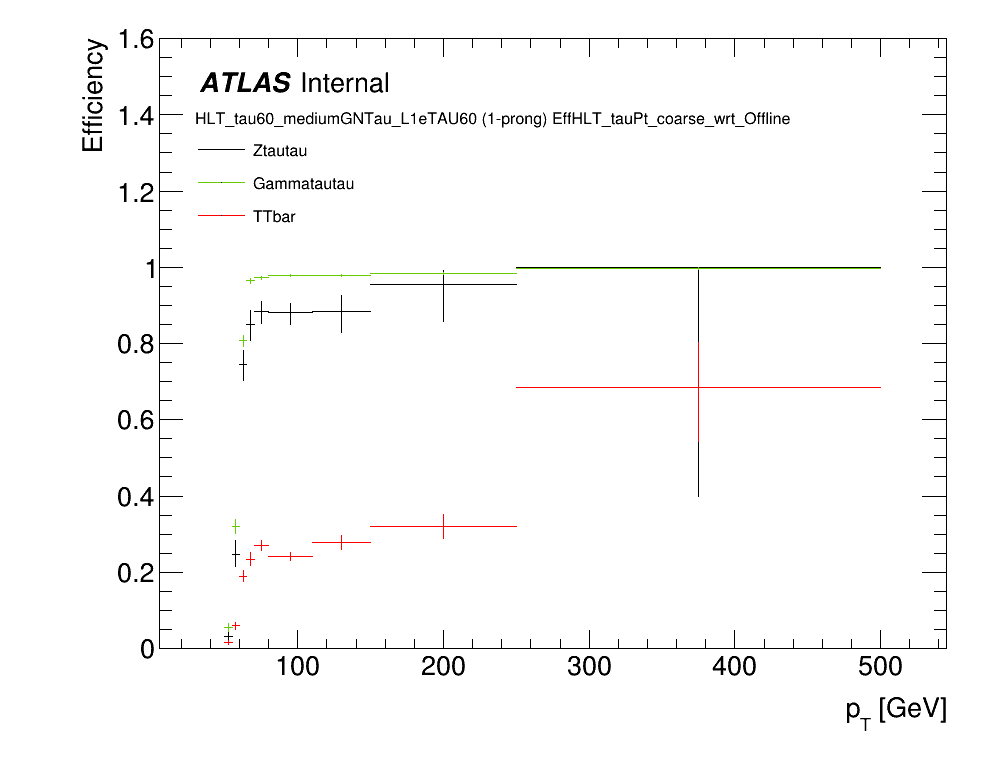 ATLAS Internal
HLT_tau60_mediumGNTau_L1eTAU60 (1-prong) EffHLT_tauPt_coarse_wrt_Offline
Ztautau
Gammatautau
TTbar
Efficiency
1.6
1.4
1.2
1
0.8
0.6
0.4
0.2
0
100 200 300 400 500
p_T [GeV]